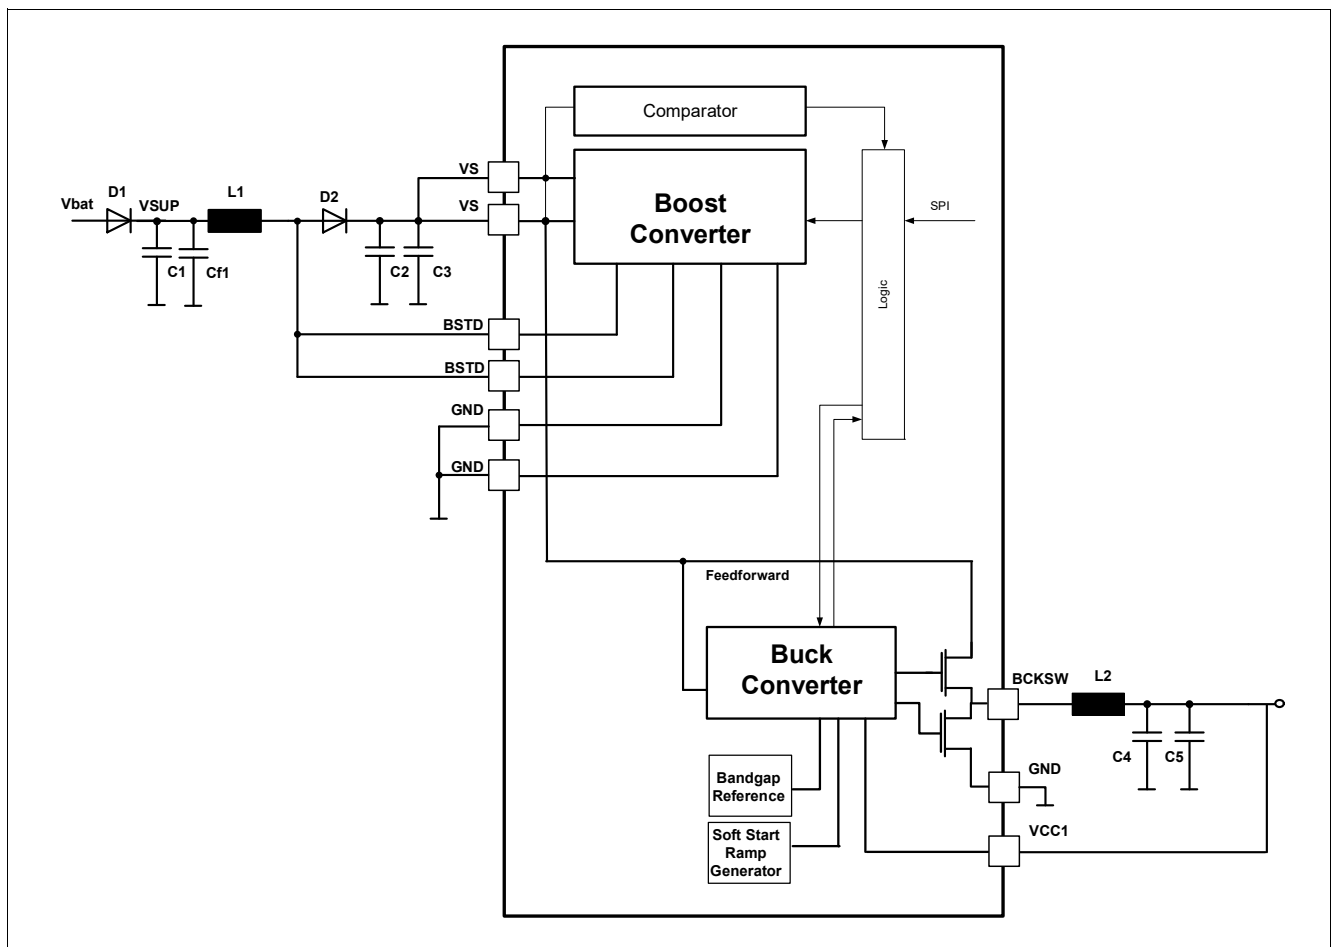 Comparator
VS
Boost
Converter
D1
L1
D2
Vbat
VSUP
VS
SPI
C1
Cf1
C2
C3
Logic
BSTD
BSTD
GND
GND
Feedforward
Buck
Converter
BCKSW
L2
C4
C5
Bandgap
Reference
GND
Soft Start
Ramp
Generator
VCC1